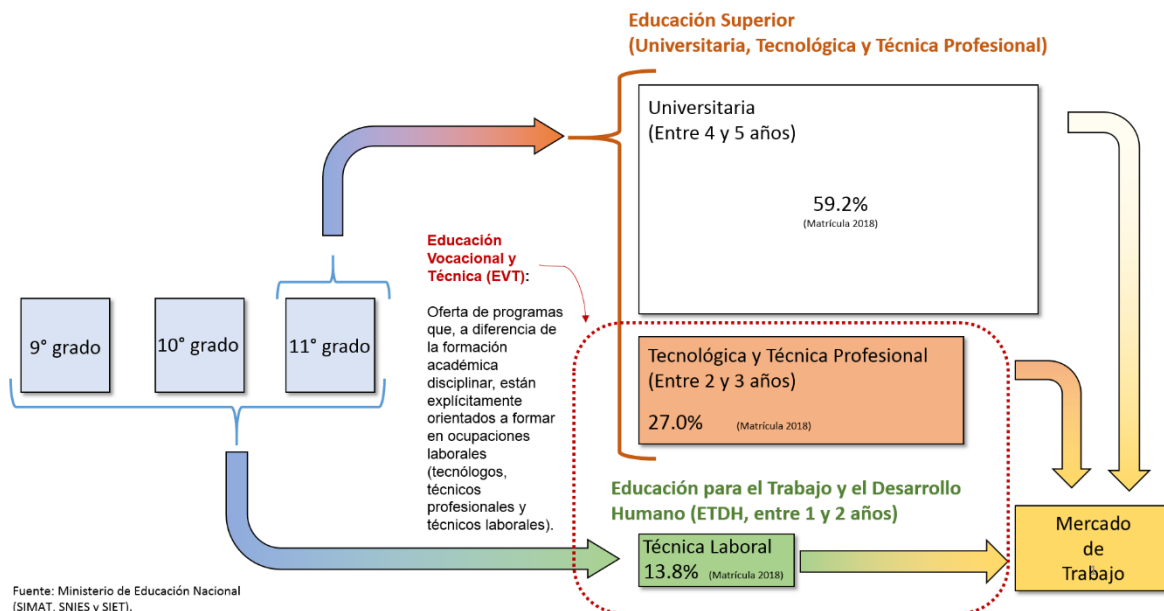 Educación Superior
(Universitaria, Tecnológica y Técnica Profesional)
Universitaria
(Entre 4 y 5 años)
59.2%
(Matrícula 2018)
Educación
Vocacional y
Técnica (EVT):
Oferta de programas
que, a diferencia de
la formación
académica
disciplinar, están
explícitamente
orientados a formar
en ocupaciones
laborales
(tecnólogos,
técnicos
profesionales y
técnicos laborales).
9° grado
10° grado
11° grado
Tecnológica y Técnica Profesional
(Entre 2 y 3 años)
27.0% (Matrícula 2018)
Educación para el Trabajo y el Desarrollo
Humano (ETDH, entre 1 y 2 años)
Técnica Laboral
13.8% (Matrícula 2018)
Mercado
de
Trabajo
Fuente: Ministerio de Educación Nacional
(SIMAT, SNIES y SIET).